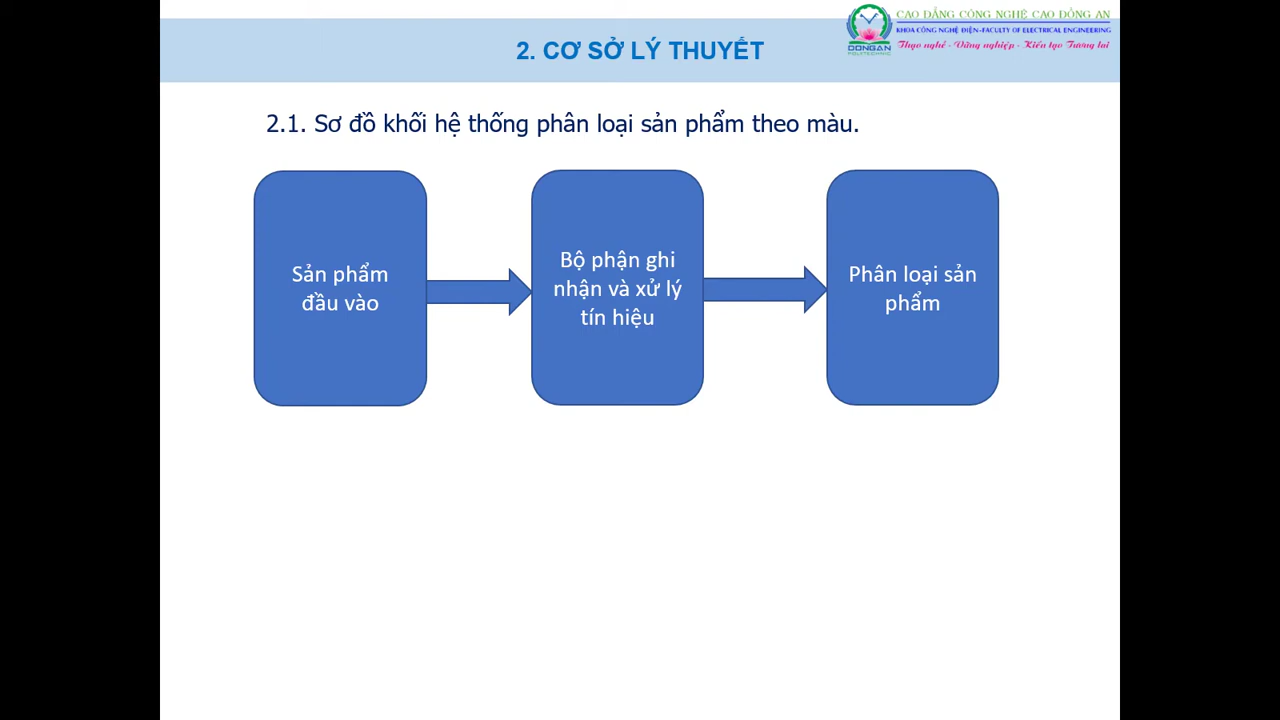 CAO ĐẲNG CÔNG NGHỆ CAO ĐỒNG AN
KHOA CÔNG NGHỆ ĐIỆN-FACULTY OF ELECTRICAL ENGINEERING
Thạo nghề - Vững nghiệp - Kiến tạo Tương lai
DONGAN
POLYTECHNIC
2. CƠ SỞ LÝ THUYẾT
2.1. Sơ đồ khối hệ thống phân loại sản phẩm theo màu.
Sản phẩm
đầu vào
Bộ phận ghi
nhận và xử lý
tín hiệu
Phân loại sản
phẩm